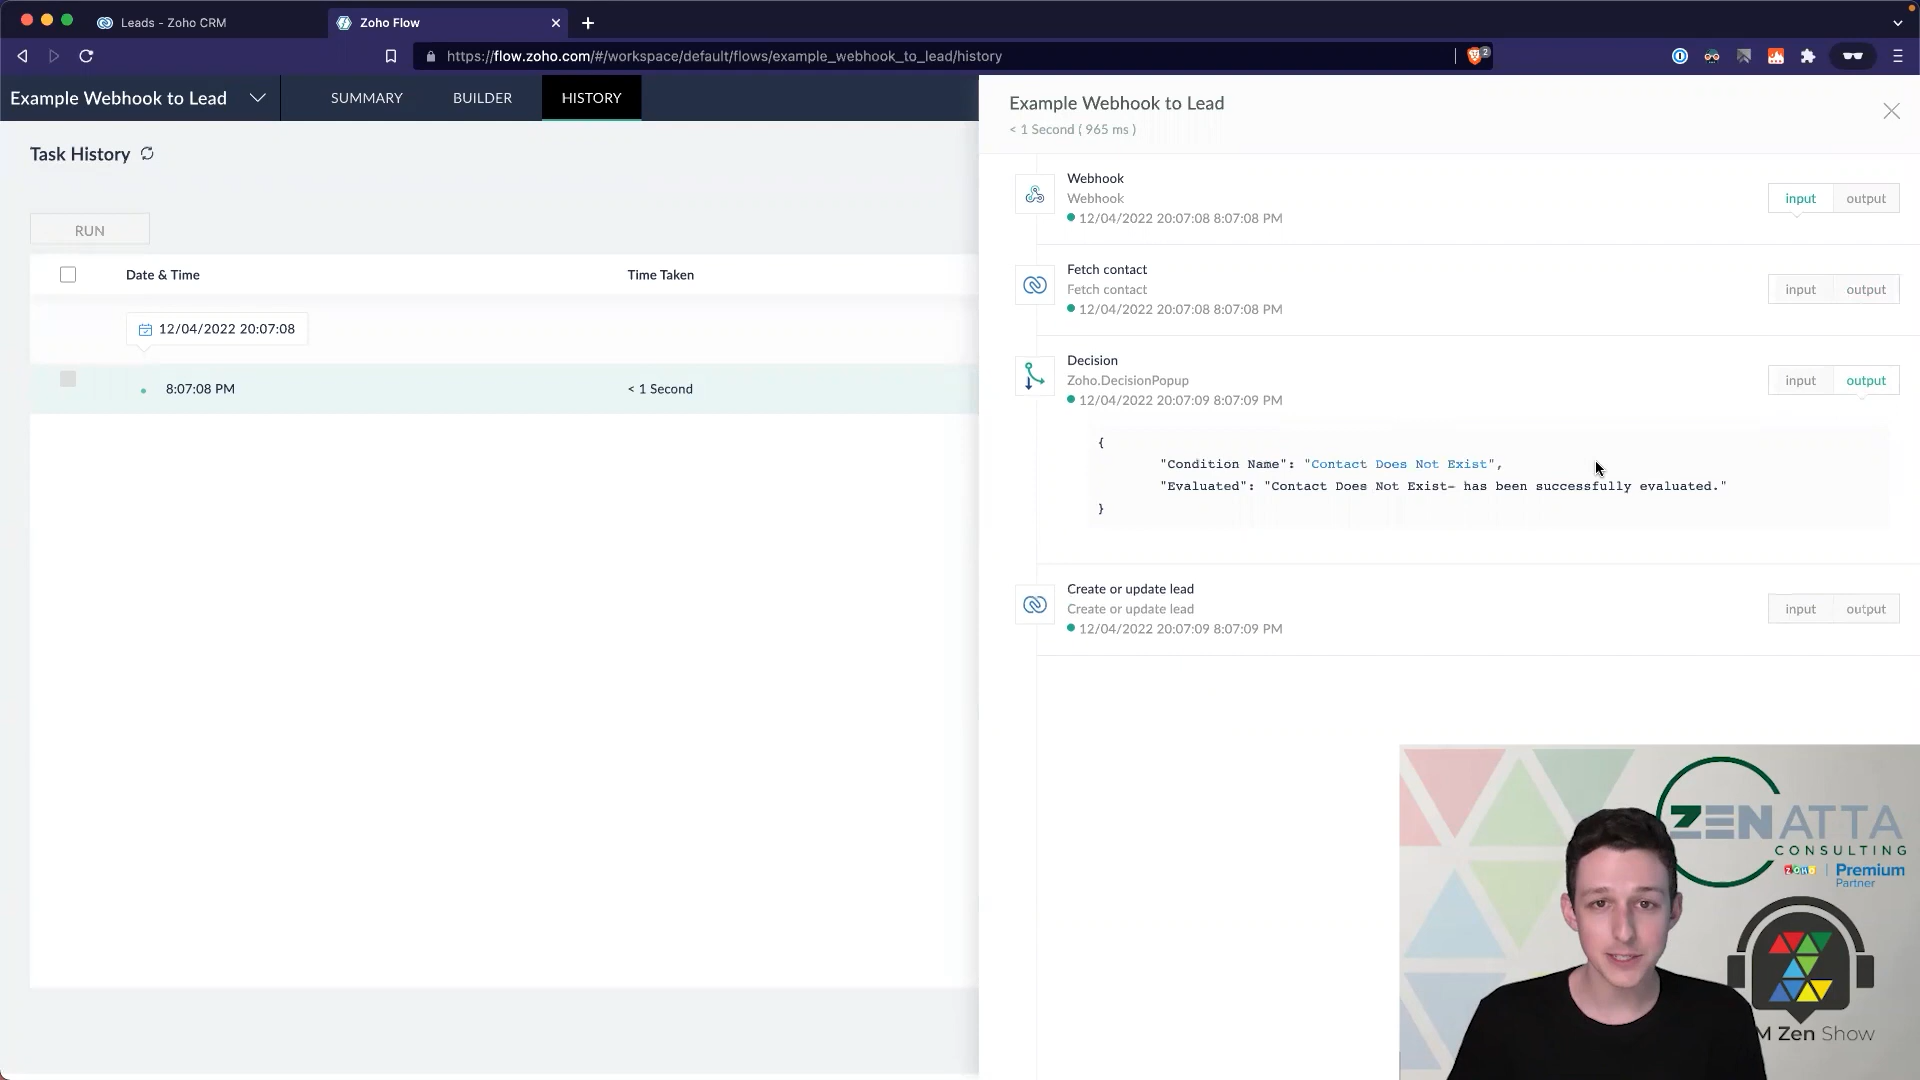 Leads - Zoho CRM
Zoho Flow
https://flow.zoho.com/#/workspace/default/flows/example_webhook_to_lead/history
2
Example Webhook to Lead
SUMMARY
BUILDER
HISTORY
Task History
RUN
Date & Time
Time Taken
12/04/2022 20:07:08
8:07:08 PM
< 1 Second
Example Webhook to Lead
< 1 Second ( 965 ms )
Webhook
Webhook
12/04/2022 20:07:08 8:07:08 PM
input
output
Fetch contact
Fetch contact
12/04/2022 20:07:08 8:07:08 PM
input
output
Decision
Zoho.DecisionPopup
12/04/2022 20:07:09 8:07:09 PM
input
output
{
"Condition Name": "Contact Does Not Exist",
"Evaluated": "Contact Does Not Exist- has been successfully evaluated."
}
Create or update lead
Create or update lead
12/04/2022 20:07:09 8:07:09 PM
input
output
ZENATTA
CONSULTING
ZOHO | Premium
Partner
M Zen Show